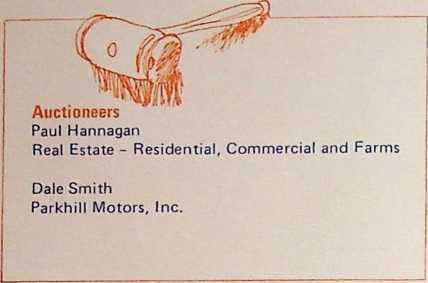 Auctioneers
Paul Hannagan
Real Estate – Residential, Commercial and Farms
Dale Smith
Parkhill Motors, Inc.